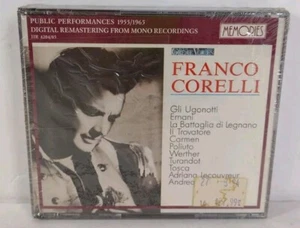 PUBLIC PERFORMANCES 1955/1963
DIGITAL REMASTERING FROM MONO RECORDINGS
MEMORIES
FRANCO
CORELLI
Gli Ugonotti
Ernani
La Battaglia di Legnano
Il Trovatore
Carmen
Poliuto
Werther
Turandot
Tosca
Adriana Lecouvreur
Andrea